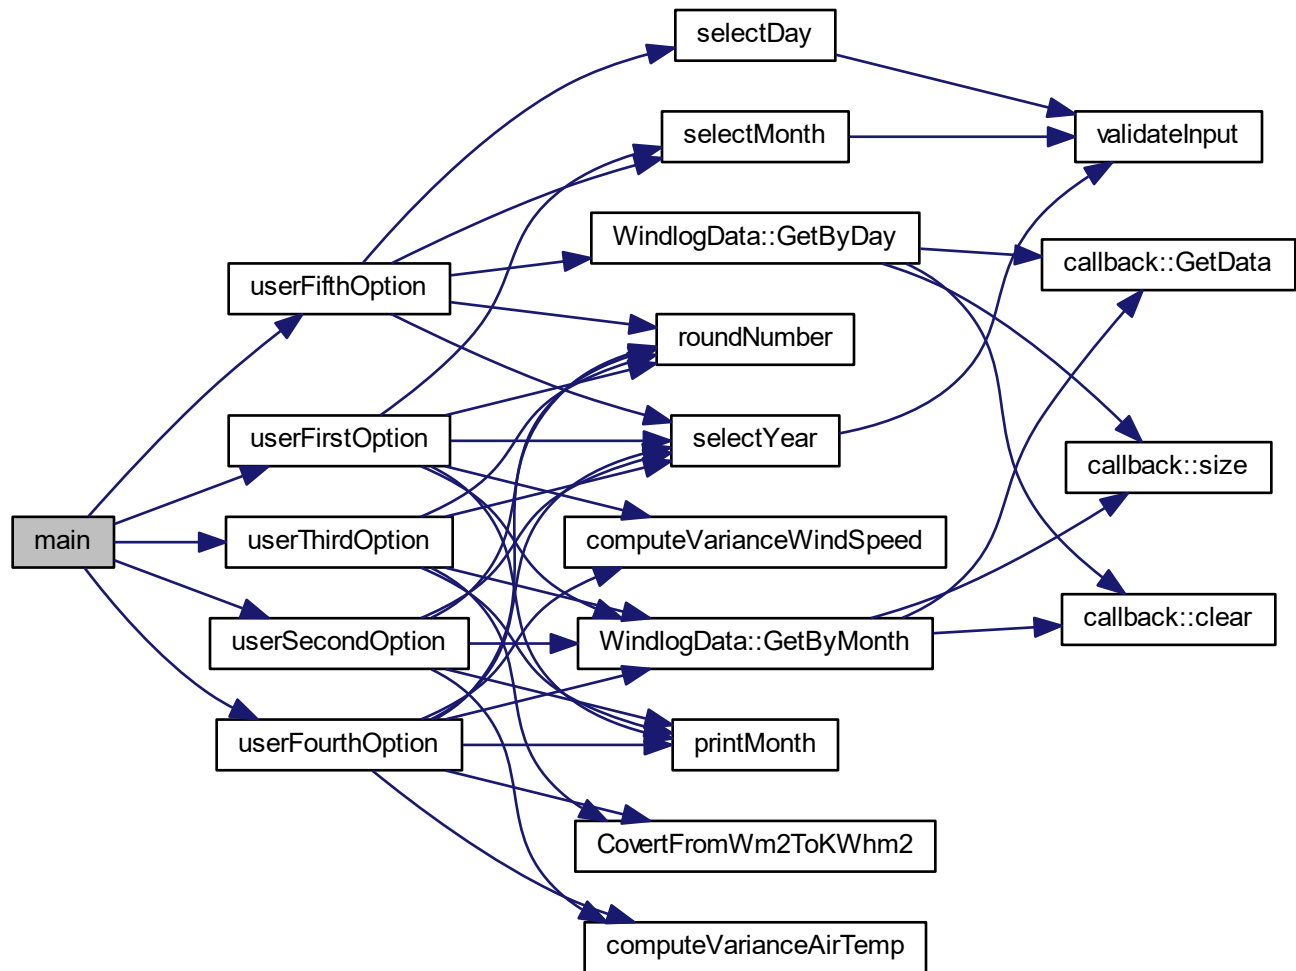 main
userFifthOption
userFirstOption
userThirdOption
userSecondOption
userFourthOption
selectDay
selectMonth
WindlogData::GetByDay
roundNumber
selectYear
computeVarianceWindSpeed
WindlogData::GetByMonth
printMonth
CovertFromWm2ToKWhm2
computeVarianceAirTemp
validateInput
callback::GetData
callback::size
callback::clear